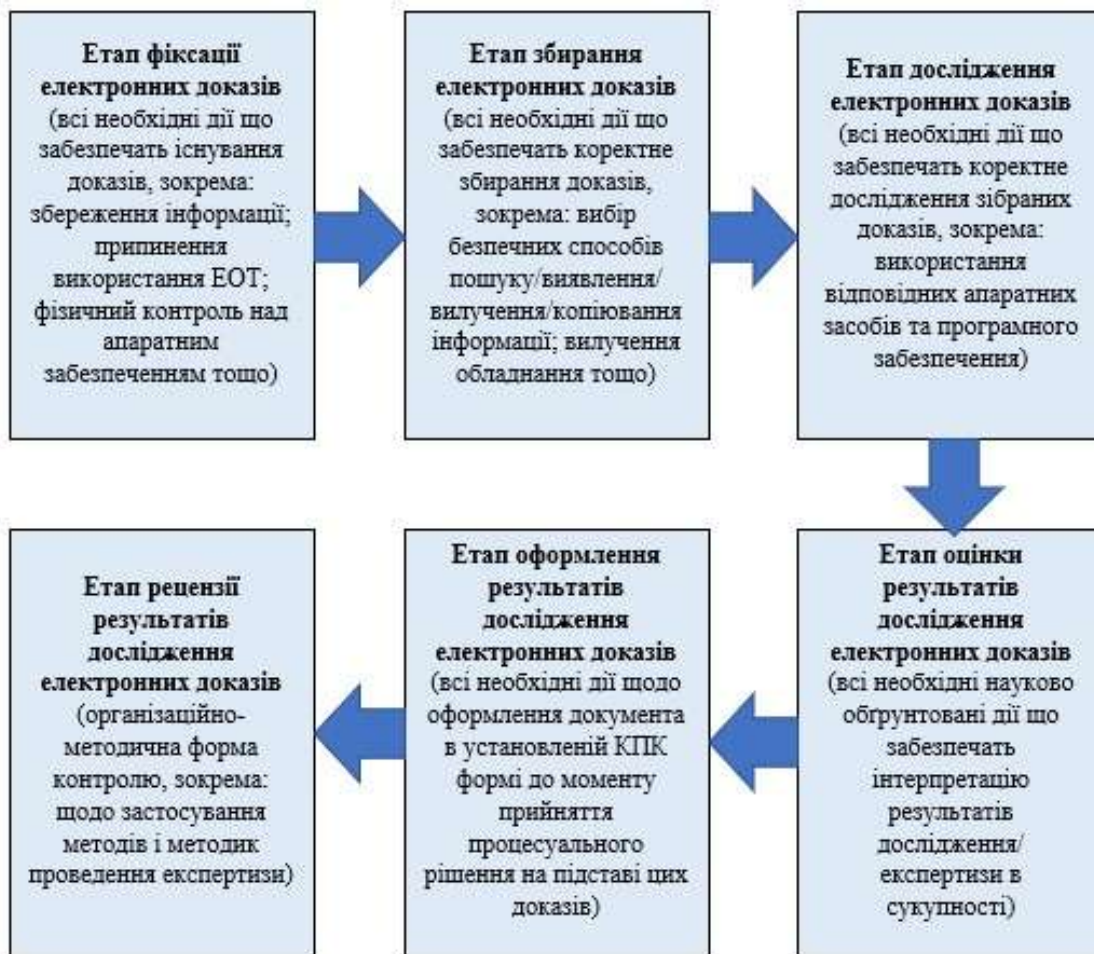 Етап фіксації
електронних доказів
(всі необхідні дії що
забезпечать існування
доказів, зокрема:
збереження інформації;
припинення
використання ЕОТ;
фізичний контроль над
апаратним
забезпеченням тощо)
Етап збирання
електронних доказів
(всі необхідні дії що
забезпечать коректне
збирання доказів,
зокрема: вибір
безпечних способів
пошуку/виявлення/
вилучення/копіювання
інформації; вилучення
обладнання тощо)
Етап дослідження
електронних доказів
(всі необхідні дії що
забезпечать коректне
дослідження зібраних
доказів, зокрема:
використання
відповідних апаратних
засобів та програмного
забезпечення)
Етап оцінки
результатів
дослідження
електронних доказів
(всі необхідні науково
обґрунтовані дії що
забезпечать
інтерпретацію
результатів
дослідження/
експертизи в
сукупності)
Етап оформлення
результатів
дослідження
електронних доказів
(всі необхідні дії щодо
оформлення документа
в установленій КПК
формі до моменту
прийняття
процесуального
рішення на підставі цих
доказів)
Етап рецензії
результатів
дослідження
електронних доказів
(організаційно-
методична форма
контролю, зокрема:
щодо застосування
методів і методик
проведення експертизи)